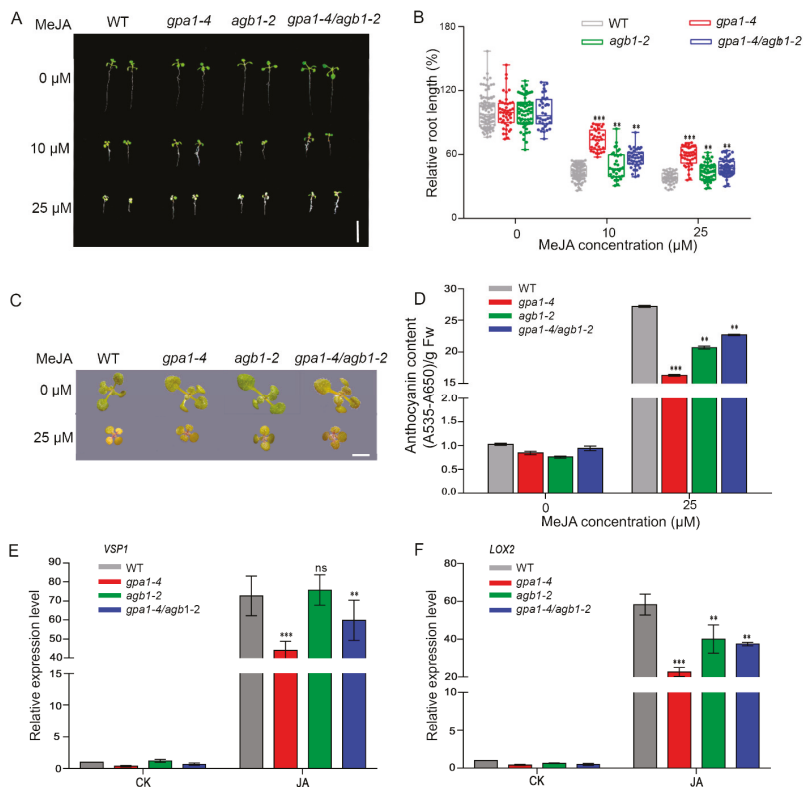 A
MeJA WT gpa1-4 agb1-2 gpa1-4/agb1-2
0 μM
10 μM
25 μM
B
WT gpa1-4
agb1-2 gpa1-4/agb1-2
Relative root length (%)
180
120
60
0
*** ** **
*** ** **
0 10 25
MeJA concentration (μM)
C
MeJA WT gpa1-4 agb1-2 gpa1-4/agb1-2
0 μM
25 μM
D
WT
gpa1-4
agb1-2
gpa1-4/agb1-2
Anthocyanin content
(A535-A650)/g Fw
30
25
20
15
2.0
1.5
1.0
0.5
0.0
*** ** **
0 25
MeJA concentration (μM)
E
VSP1
WT
gpa1-4
agb1-2
gpa1-4/agb1-2
Relative expression level
90
80
70
60
50
40
15
10
5
0
*** ns **
CK JA
F
LOX2
WT
gpa1-4
agb1-2
gpa1-4/agb1-2
Relative expression level
80
60
40
20
10
5
0
*** ** **
CK JA